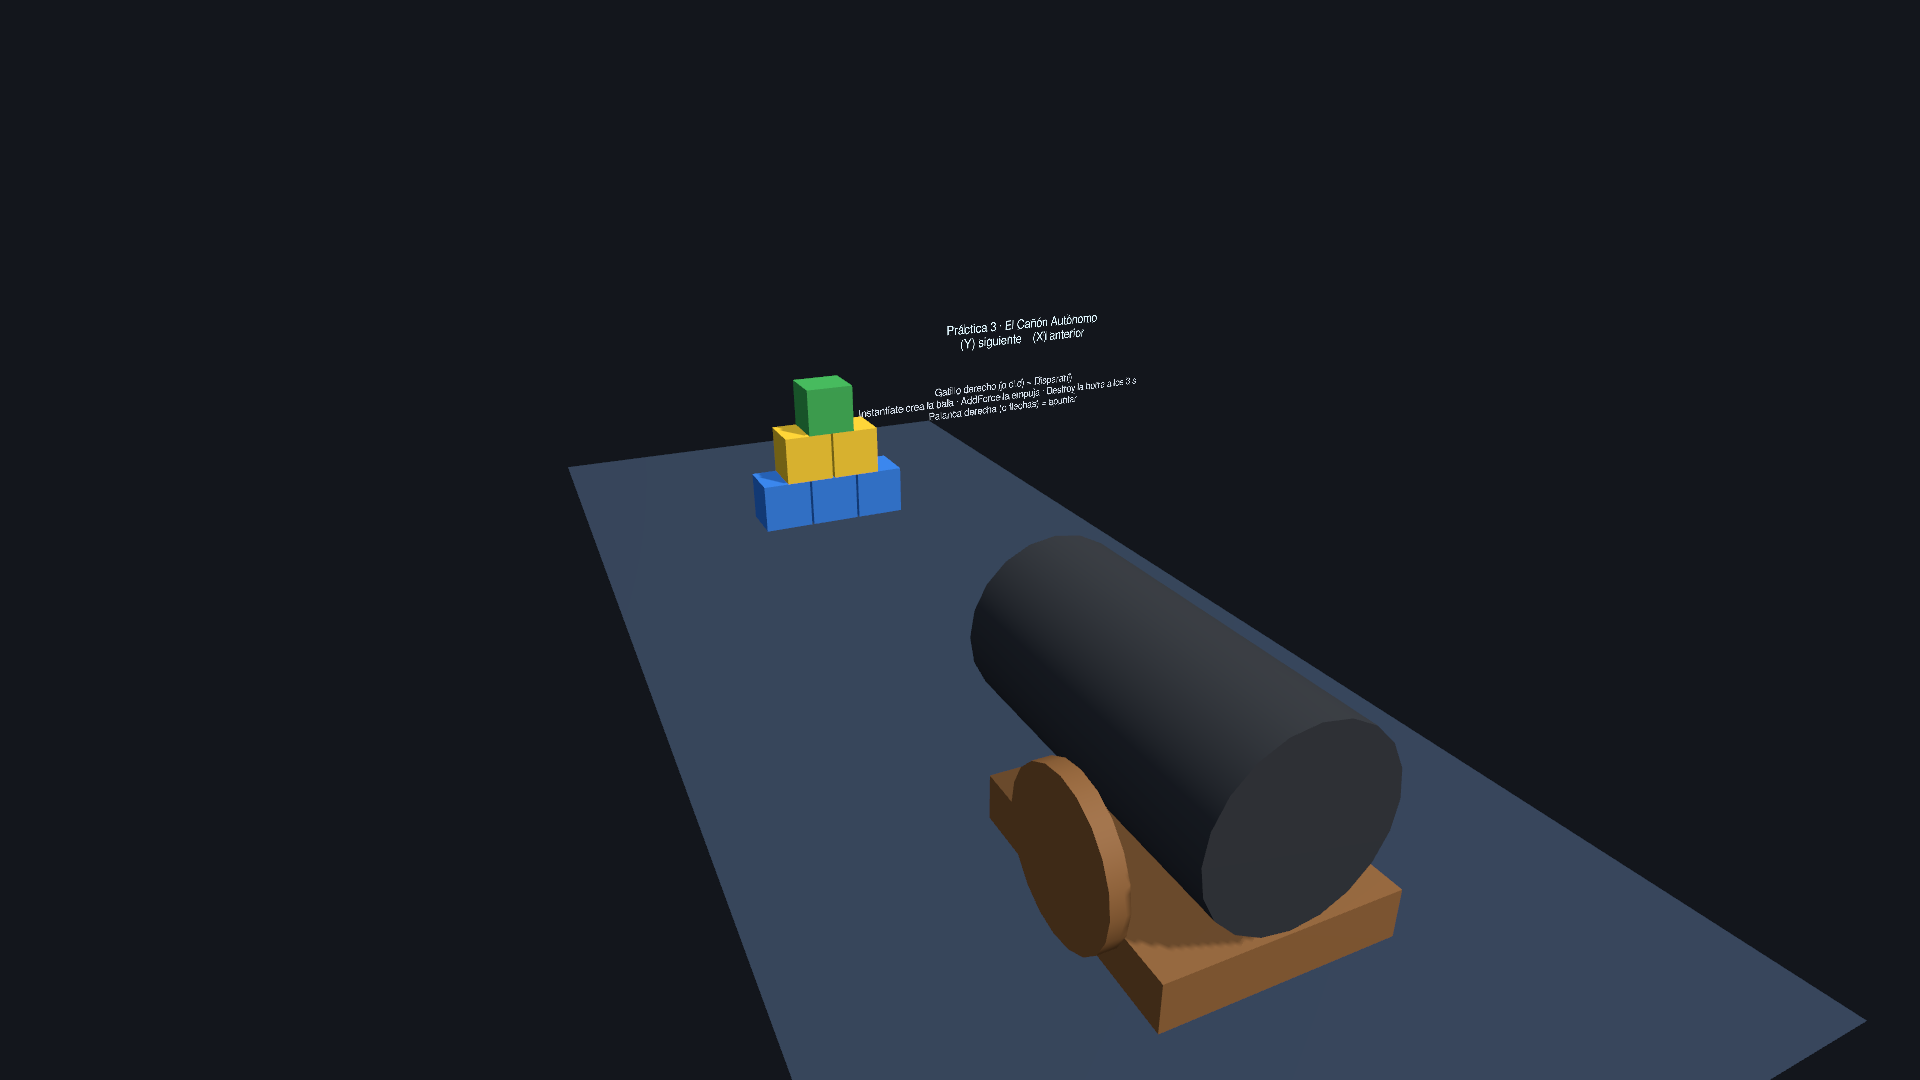 Práctica 3 · El Cañón Autónomo
(Y) siguiente (X) anterior
Gatillo derecho (o clic) = Disparar()
Instantiate crea la bala · AddForce la empuja · Destroy la borra a los 3 s
Palanca derecha (o flechas) = apuntar